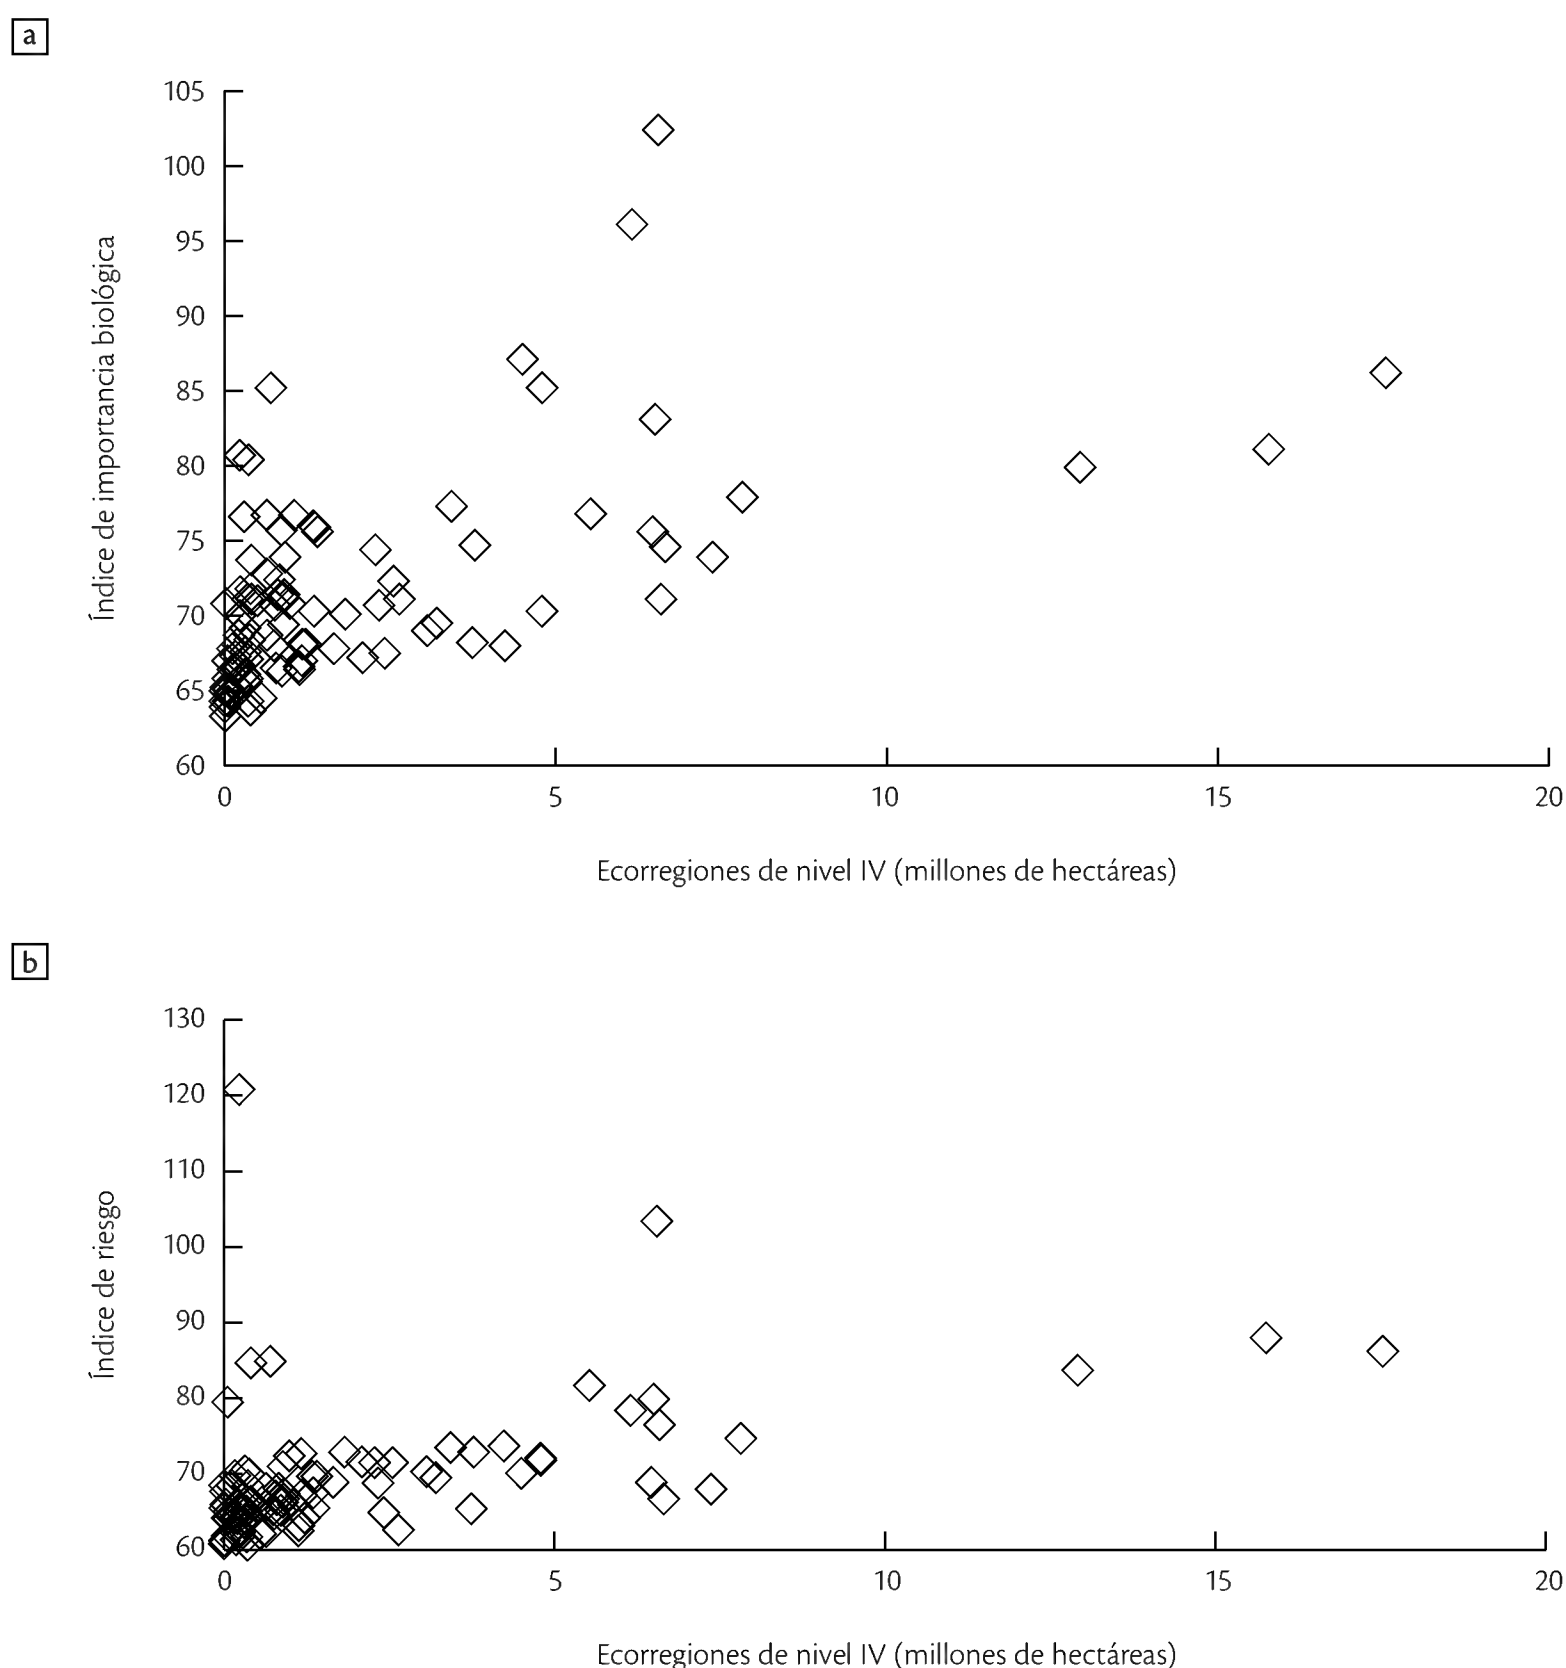 a
105
100
95
90
85
80
75
70
65
60
Índice de importancia biológica
0 5 10 15 20
Ecorregiones de nivel IV (millones de hectáreas)
b
130
120
110
100
90
80
70
60
Índice de riesgo
0 5 10 15 20
Ecorregiones de nivel IV (millones de hectáreas)